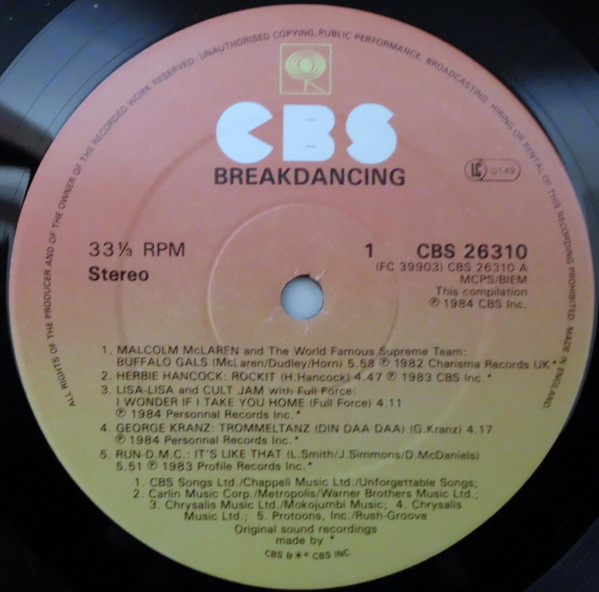 ALL RIGHTS OF THE PRODUCER AND OF THE OWNER OF THE RECORDED WORK RESERVED. UNAUTHORISED COPYING, PUBLIC PERFORMANCE, BROADCASTING, HIRING OR RENTAL OF THIS RECORDING PROHIBITED. MADE IN ENGLAND
CBS
BREAKDANCING
LC 0149
33⅓ RPM
Stereo
1 CBS 26310
(FC 39903) CBS 26310 A
MCPS/BIEM
This compilation
℗ 1984 CBS Inc.
1. MALCOLM McLAREN and The World Famous Supreme Team:
BUFFALO GALS (McLaren/Dudley/Horn) 5.58 ℗ 1982 Charisma Records UK*
2. HERBIE HANCOCK: ROCKIT (H.Hancock) 4.47 ℗ 1983 CBS Inc.*
3. LISA-LISA and CULT JAM with Full Force:
I WONDER IF I TAKE YOU HOME (Full Force) 4.11
℗ 1984 Personnal Records Inc.*
4. GEORGE KRANZ: TROMMELTANZ (DIN DAA DAA) (G.Kranz) 4.17
℗ 1984 Personnal Records Inc.*
5. RUN-D.M.C.: IT'S LIKE THAT (L.Smith/J.Simmons/D.McDaniels)
5.51 ℗ 1983 Profile Records Inc.*
1. CBS Songs Ltd./Chappell Music Ltd./Unforgettable Songs;
2. Carlin Music Corp./Metropolis/Warner Brothers Music Ltd.;
3. Chrysalis Music Ltd./Mokojumbi Music; 4. Chrysalis
Music Ltd.; 5. Protoons, Inc./Rush-Groove
Original sound recordings
made by *
CBS & ✳ CBS INC.